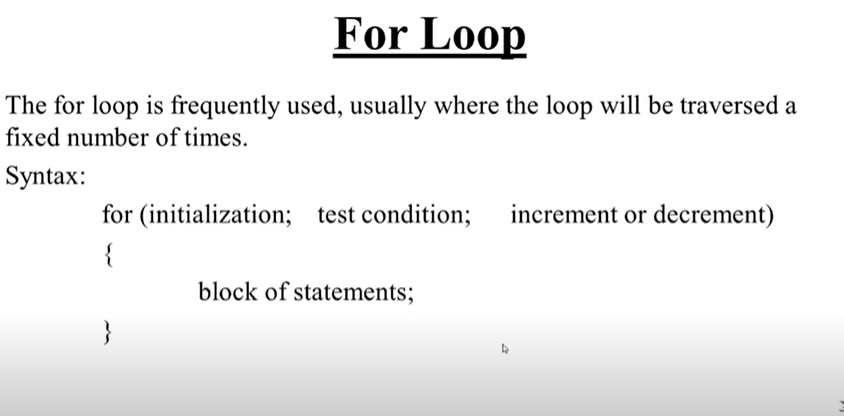 For Loop
The for loop is frequently used, usually where the loop will be traversed a
fixed number of times.
Syntax:
for (initialization; test condition; increment or decrement)
{
block of statements;
}